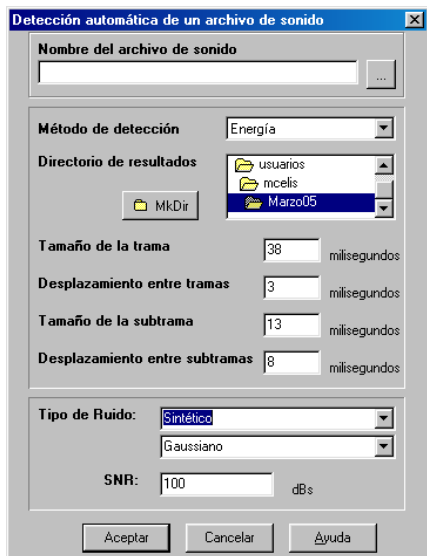 Detección automática de un archivo de sonido
Nombre del archivo de sonido
...
Método de detección Energía
Directorio de resultados usuarios
mcelis
MkDir Marzo05
Tamaño de la trama 38 milisegundos
Desplazamiento entre tramas 3 milisegundos
Tamaño de la subtrama 13 milisegundos
Desplazamiento entre subtramas 8 milisegundos
Tipo de Ruido: Sintético
Gaussiano
SNR: 100 dBs
Aceptar Cancelar Ayuda